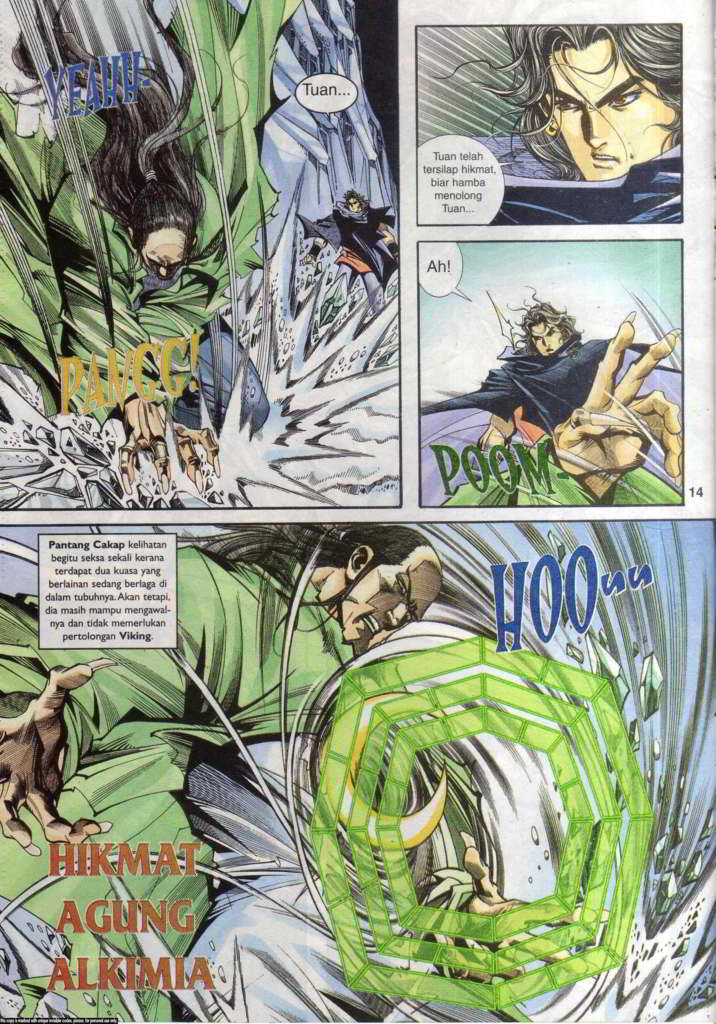 YEAHH-
Tuan...
PANGG!
Tuan telah
tersilap hikmat,
biar hamba
menolong
Tuan...
Ah!
POOM-
14
Pantang Cakap kelihatan
begitu seksa sekali kerana
terdapat dua kuasa yang
berlainan sedang berlaga di
dalam tubuhnya. Akan tetapi,
dia masih mampu mengawal-
nya dan tidak memerlukan
pertolongan Viking.
HOOuu
HIKMAT
AGUNG
ALKIMIA